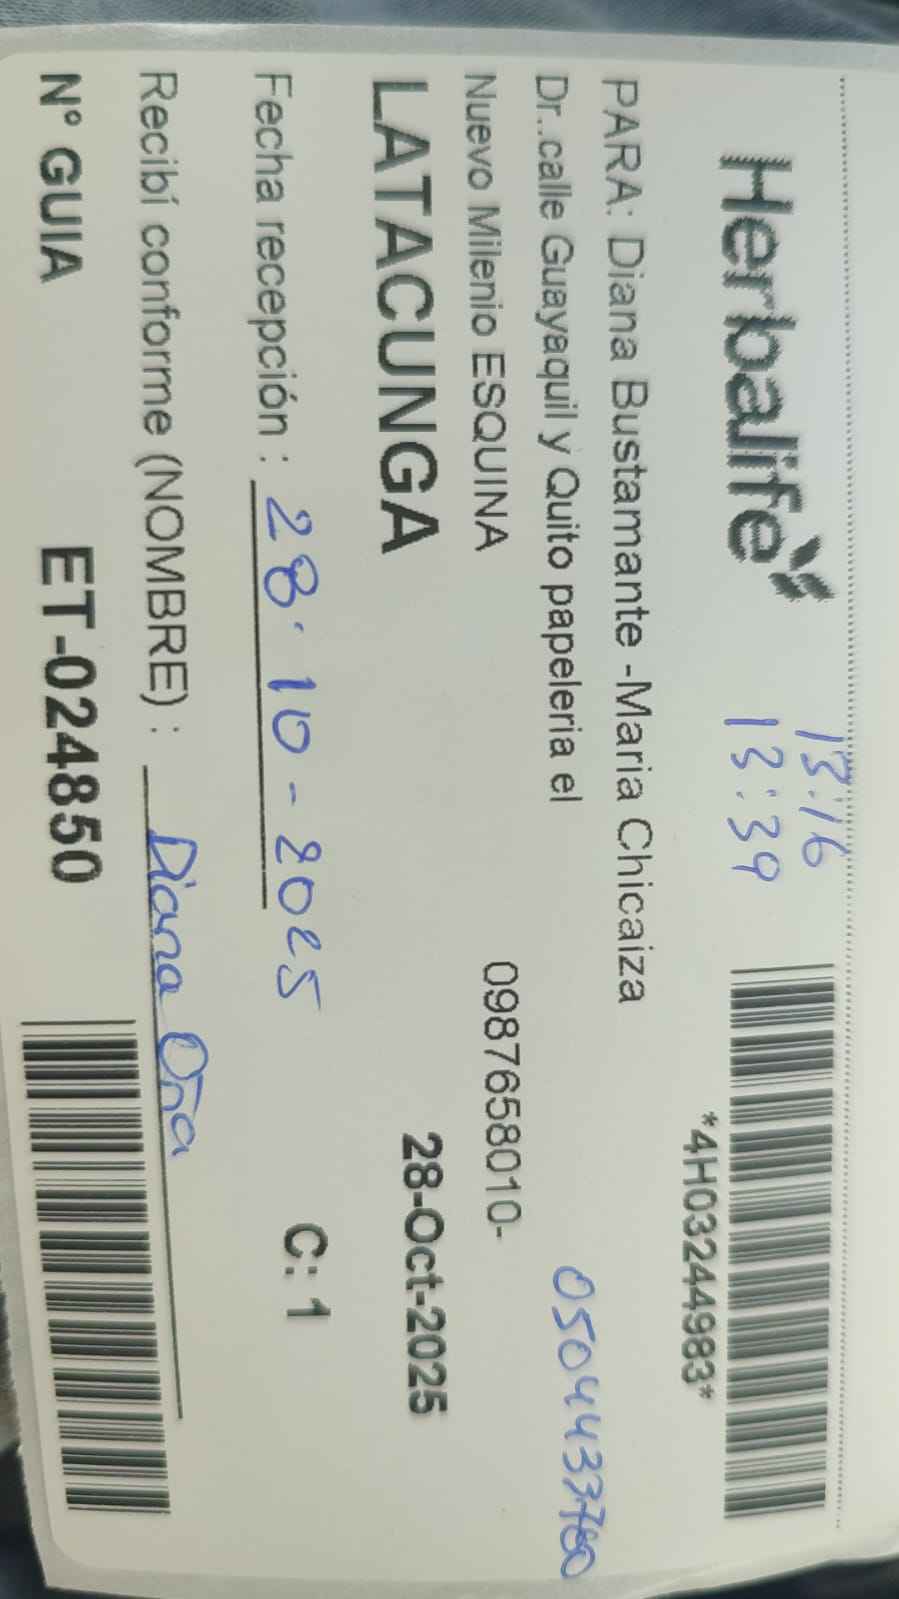 Herbalife
13:16
13:39
*4H03244983*
PARA: Diana Bustamante -Maria Chicaiza
Dr..calle Guayaquil y Quito papeleria el
0504433760
Nuevo Milenio ESQUINA 0987658010-
LATACUNGA 28-Oct-2025
Fecha recepción : 28·10-2025 C: 1
Recibí conforme (NOMBRE) : Diana Oña
N° GUIA ET-024850